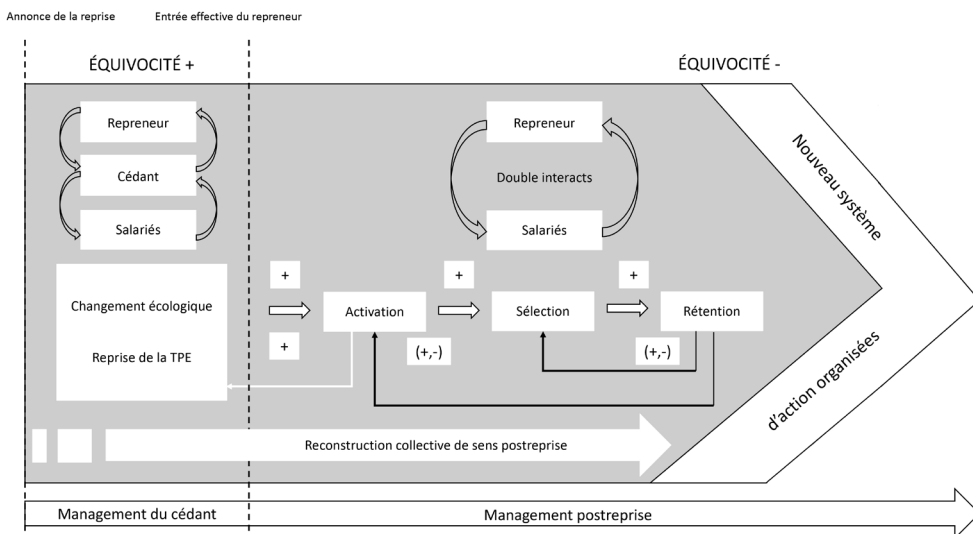 Annonce de la reprise
Entrée effective du repreneur
ÉQUIVOCITÉ +
ÉQUIVOCITÉ -
Repreneur
Cédant
Salariés
Repreneur
Double interacts
Salariés
Nouveau système
d'action organisées
Changement écologique
Reprise de la TPE
+
+
Activation
+
(+,-)
Sélection
+
(+,-)
Rétention
Reconstruction collective de sens postreprise
Management du cédant
Management postreprise